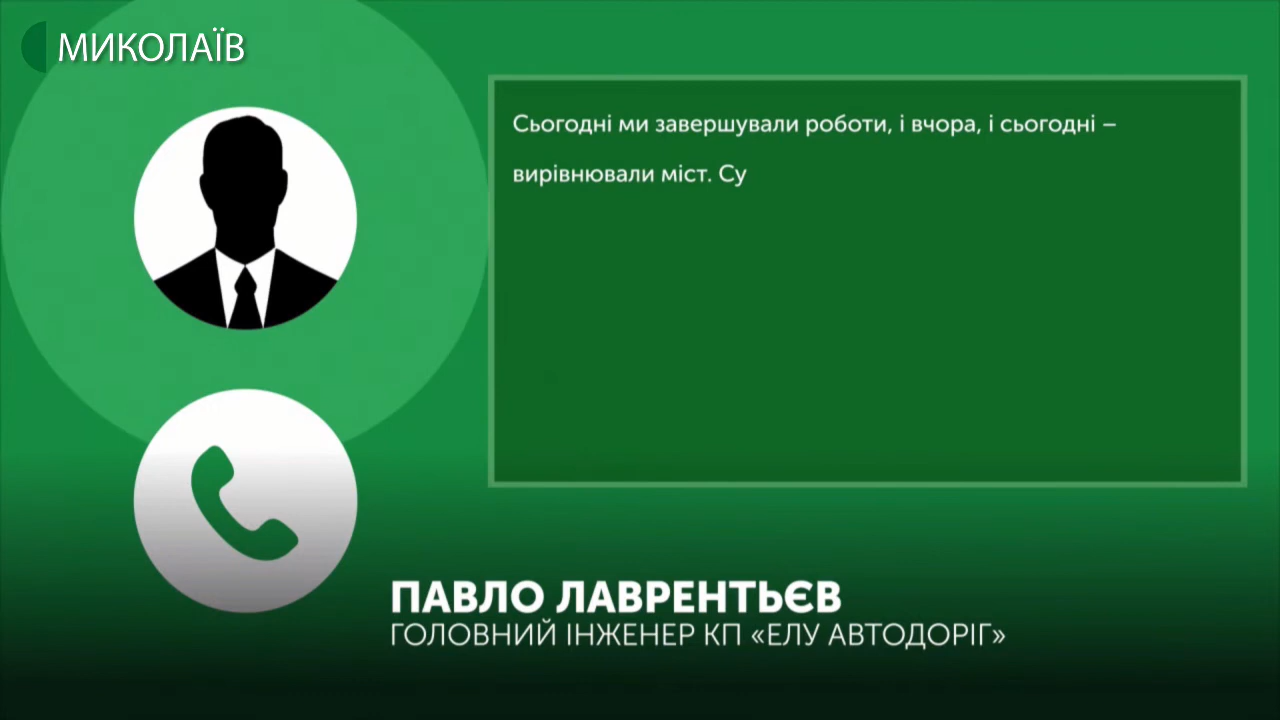 МИКОЛАЇВ
Сьогодні ми завершували роботи, і вчора, і сьогодні –
вирівнювали міст. Су
ПАВЛО ЛАВРЕНТЬЄВ
ГОЛОВНИЙ ІНЖЕНЕР КП «ЕЛУ АВТОДОРІГ»